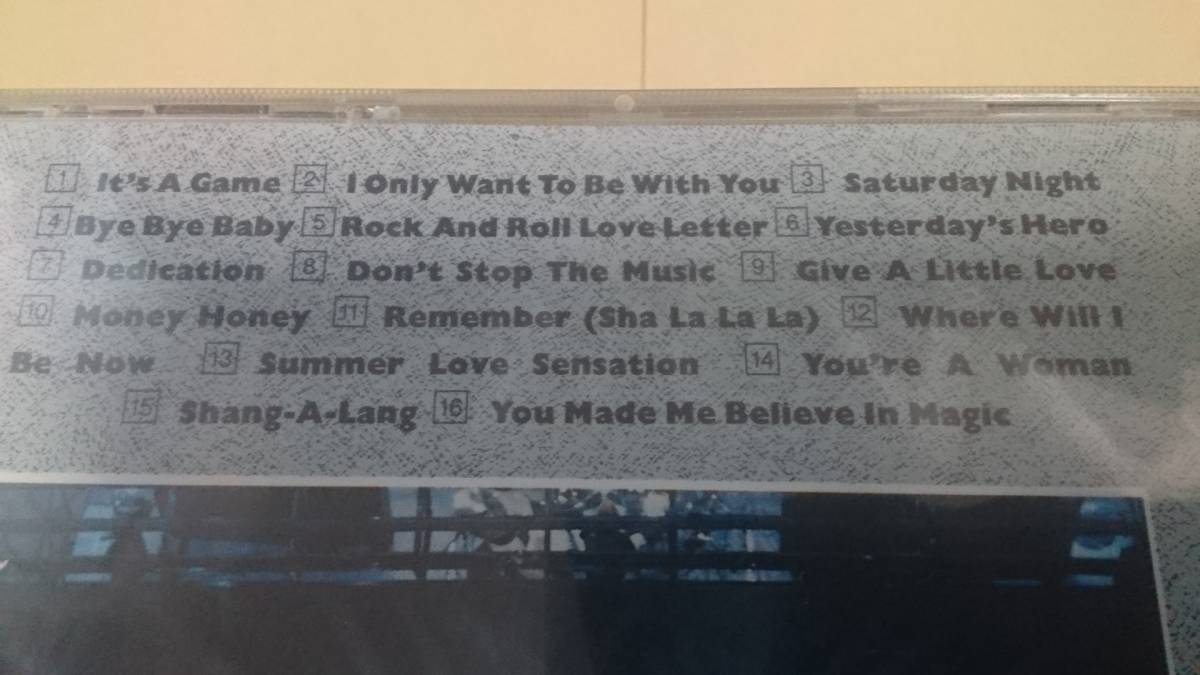 1 It's A Game 2 I Only Want To Be With You 3 Saturday Night
4 Bye Bye Baby 5 Rock And Roll Love Letter 6 Yesterday's Hero
7 Dedication 8 Don't Stop The Music 9 Give A Little Love
10 Money Honey 11 Remember (Sha La La La) 12 Where Will I
Be Now 13 Summer Love Sensation 14 You're A Woman
15 Shang-A-Lang 16 You Made Me Believe In Magic